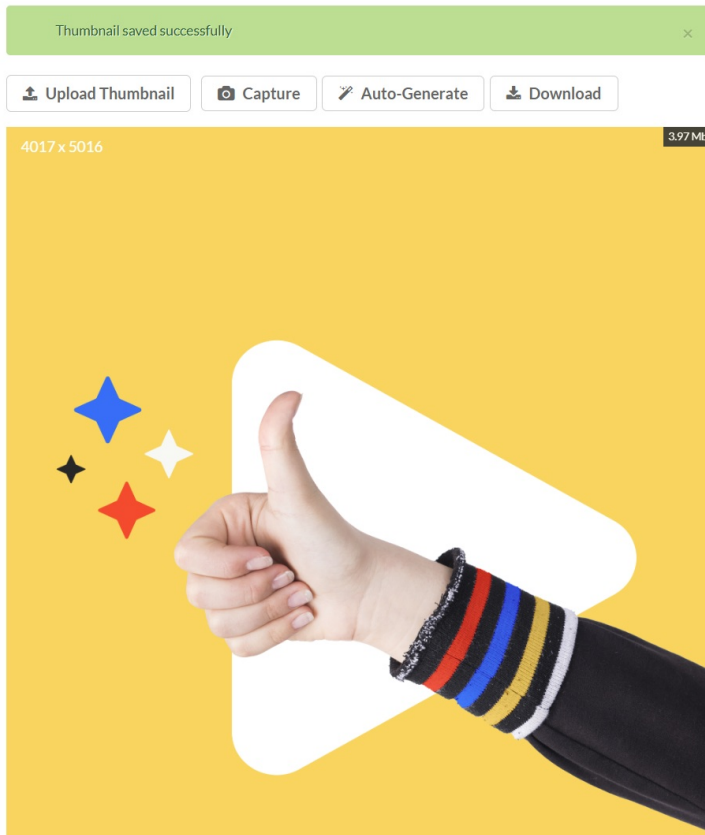 Thumbnail saved successfully
×
Upload Thumbnail
Capture
Auto-Generate
Download
4017 x 5016
3.97 Mb